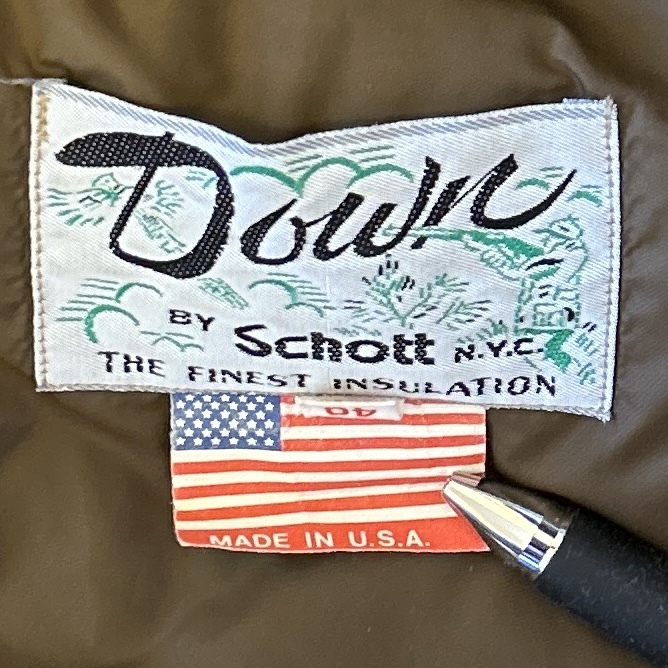 Down
BY Schott N.Y.C.
THE FINEST INSULATION
40
MADE IN U.S.A.